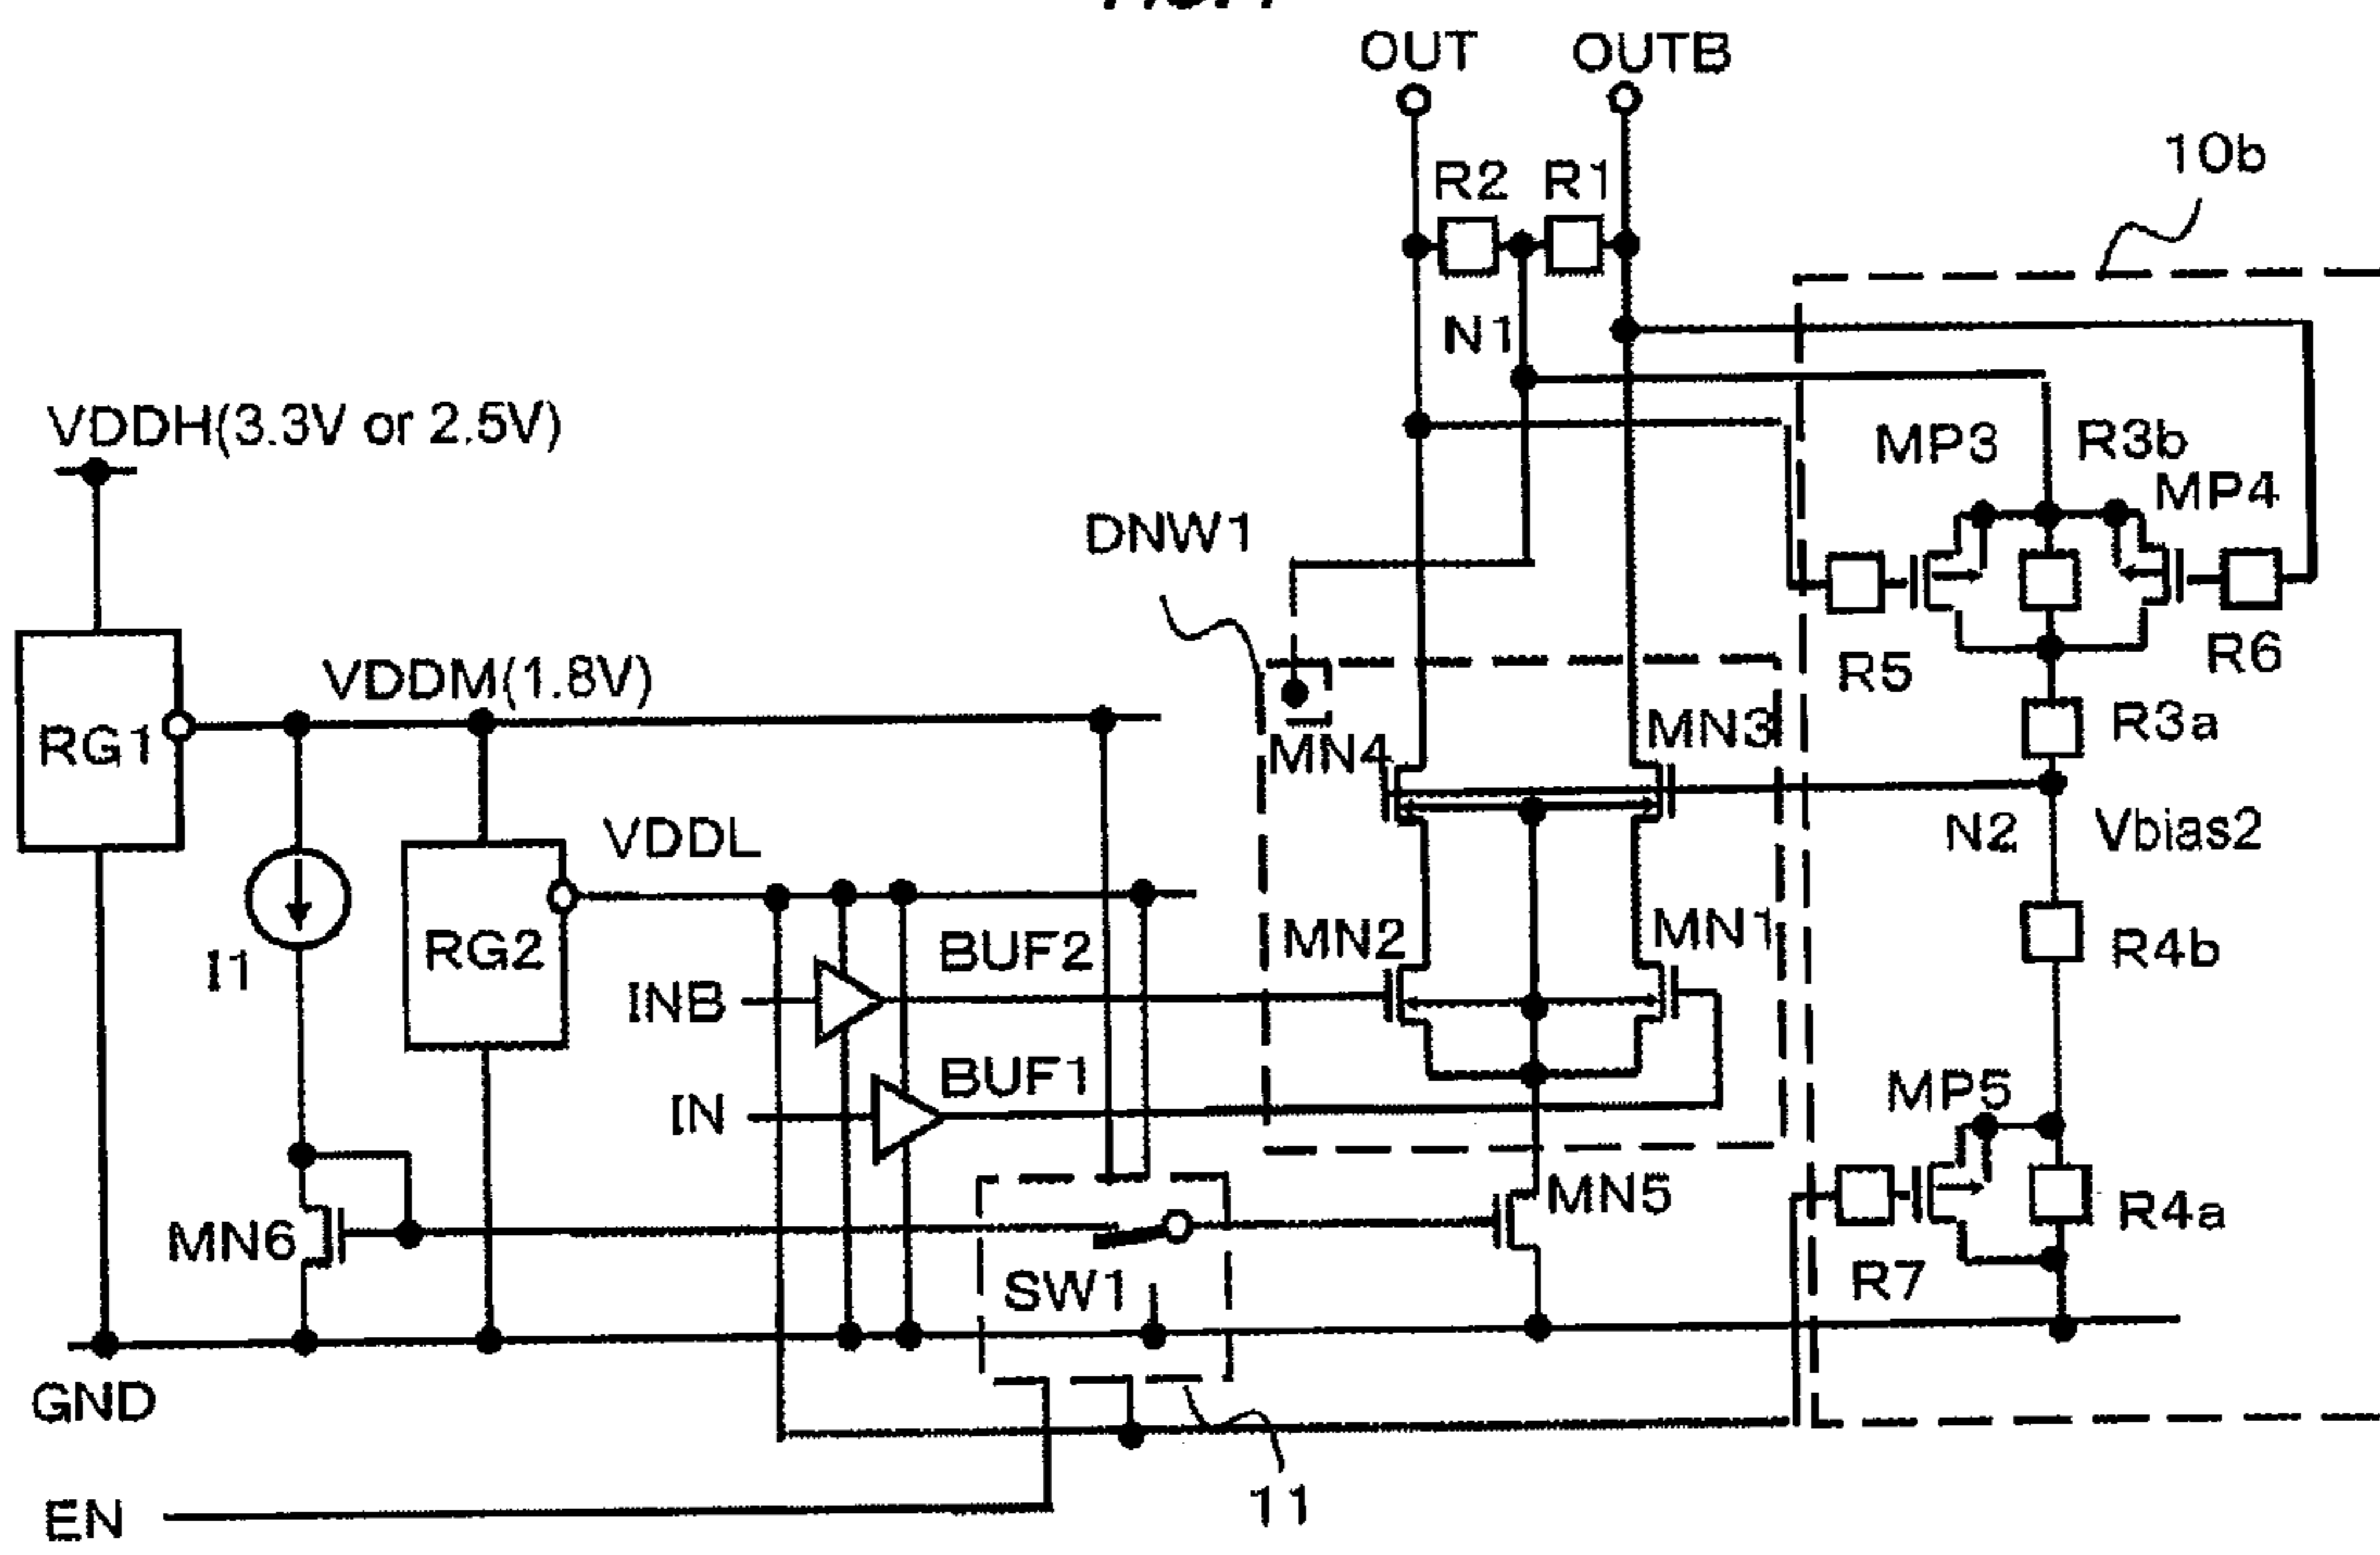 OUT OUTB
10b
R2 R1
N1
VDDH(3.3V or 2.5V)
MP3 R3b
MP4
DNW1
R5 R6
VDDM(1.8V)
RG1
MN4 MN3
R3a
VDDL
N2 Vbias2
I1
RG2
BUF2
MN2 MN1
R4b
INB
BUF1
IN
MP5
MN5
R4a
MN6
SW1
R7
GND
11
EN